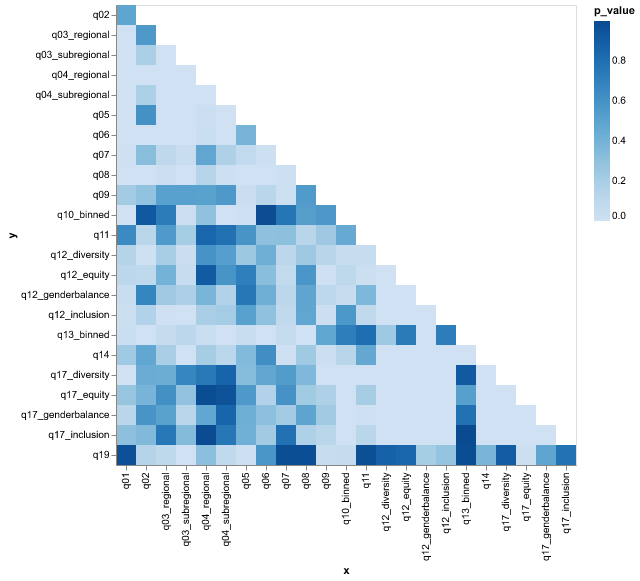 p_value
0.8
0.6
0.4
0.2
0.0
y
q02
q03_regional
q03_subregional
q04_regional
q04_subregional
q05
q06
q07
q08
q09
q10_binned
q11
q12_diversity
q12_equity
q12_genderbalance
q12_inclusion
q13_binned
q14
q17_diversity
q17_equity
q17_genderbalance
q17_inclusion
q19
q01
q02
q03_regional
q03_subregional
q04_regional
q04_subregional
q05
q06
q07
q08
q09
q10_binned
q11
q12_diversity
q12_equity
q12_genderbalance
q12_inclusion
q13_binned
q14
q17_diversity
q17_equity
q17_genderbalance
q17_inclusion
x